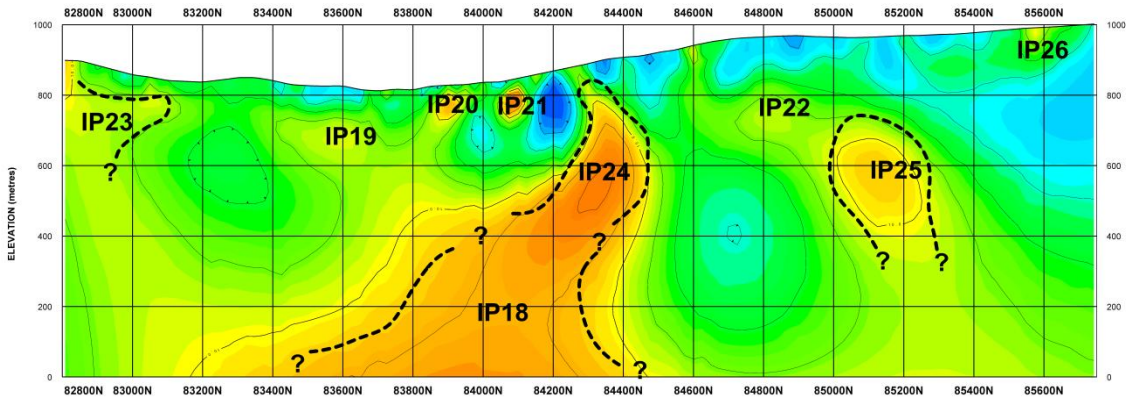 82800N 83000N 83200N 83400N 83600N 83800N 84000N 84200N 84400N 84600N 84800N 85000N 85200N 85400N 85600N
1000 1000
IP26
800 IP20 IP21 IP22 800
IP23 IP19
600 ? IP24 IP25 600
ELEVATION (metres)
400 ? ? 400
? ?
200 IP18 200
? ?
0 0
82800N 83000N 83200N 83400N 83600N 83800N 84000N 84200N 84400N 84600N 84800N 85000N 85200N 85400N 85600N